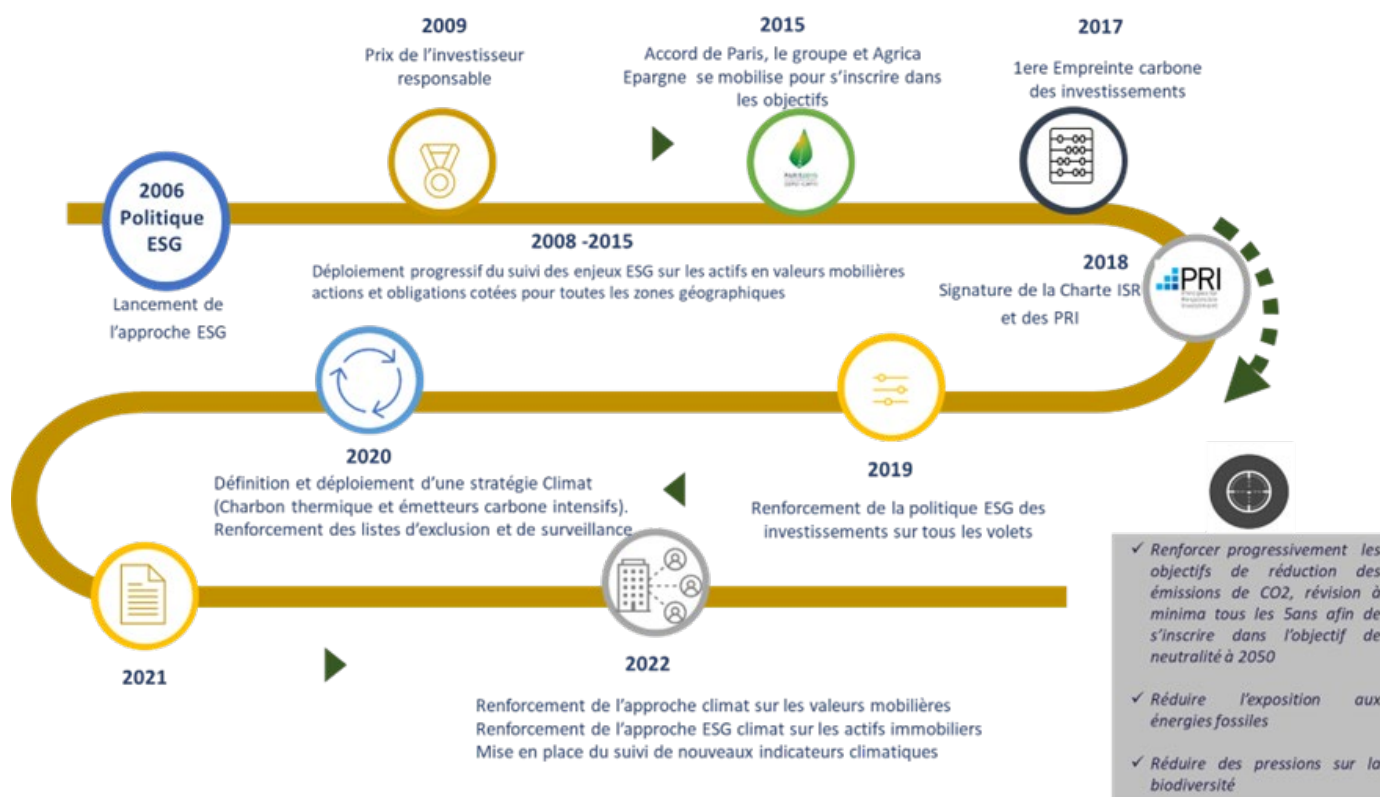 2009
Prix de l'investisseur
responsable
2015
Accord de Paris, le groupe et Agrica
Epargne se mobilise pour s'inscrire dans
les objectifs
2017
1ere Empreinte carbone
des investissements
2006
Politique
ESG
Lancement de
l'approche ESG
2008 -2015
Déploiement progressif du suivi des enjeux ESG sur les actifs en valeurs mobilières
actions et obligations cotées pour toutes les zones géographiques
2018
Signature de la Charte ISR
et des PRI
PRI
Principles for
Responsible
Investment
2020
Définition et déploiement d'une stratégie Climat
(Charbon thermique et émetteurs carbone intensifs).
Renforcement des listes d'exclusion et de surveillance
2019
Renforcement de la politique ESG des
investissements sur tous les volets
2021
2022
Renforcement de l'approche climat sur les valeurs mobilières
Renforcement de l'approche ESG climat sur les actifs immobiliers
Mise en place du suivi de nouveaux indicateurs climatiques
✓ Renforcer progressivement les
objectifs de réduction des
émissions de CO2, révision à
minima tous les 5ans afin de
s'inscrire dans l'objectif de
neutralité à 2050
✓ Réduire l'exposition aux
énergies fossiles
✓ Réduire des pressions sur la
biodiversité